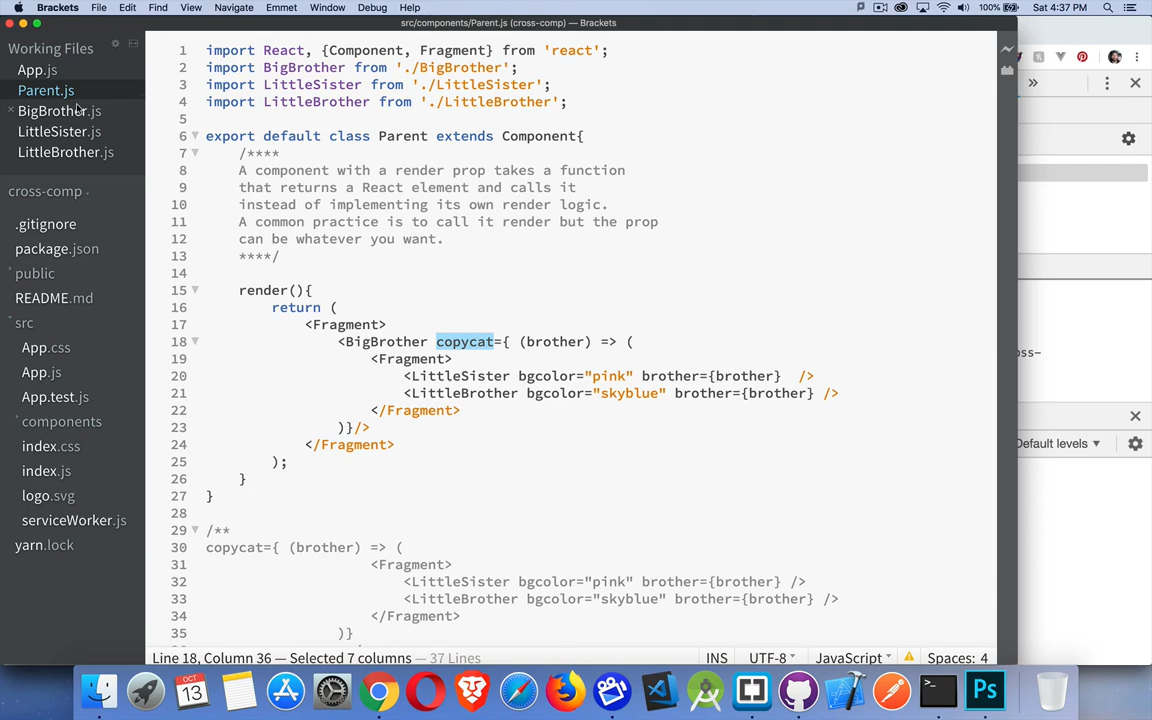 Brackets File Edit Find View Navigate Emmet Window Debug Help 100% Sat 4:37 PM
src/components/Parent.js (cross-comp) — Brackets
Working Files
App.js
Parent.js
BigBrother.js
LittleSister.js
LittleBrother.js
cross-comp
.gitignore
package.json
public
README.md
src
App.css
App.js
App.test.js
components
index.css
index.js
logo.svg
serviceWorker.js
yarn.lock
1 import React, {Component, Fragment} from 'react';
2 import BigBrother from './BigBrother';
3 import LittleSister from './LittleSister';
4 import LittleBrother from './LittleBrother';
5
6 export default class Parent extends Component{
7 /****
8 A component with a render prop takes a function
9 that returns a React element and calls it
10 instead of implementing its own render logic.
11 A common practice is to call it render but the prop
12 can be whatever you want.
13 ****/
14
15 render(){
16 return (
17 <Fragment>
18 <BigBrother copycat={ (brother) => (
19 <Fragment>
20 <LittleSister bgcolor="pink" brother={brother}  />
21 <LittleBrother bgcolor="skyblue" brother={brother} />
22 </Fragment>
23 )}/>
24 </Fragment>
25 );
26 }
27 }
28
29 /**
30 copycat={ (brother) => (
31 <Fragment>
32 <LittleSister bgcolor="pink" brother={brother} />
33 <LittleBrother bgcolor="skyblue" brother={brother} />
34 </Fragment>
35 )}
Line 18, Column 36 — Selected 7 columns — 37 Lines INS UTF-8 JavaScript Spaces: 4
»
oss-
Default levels
OCT
13
Ps